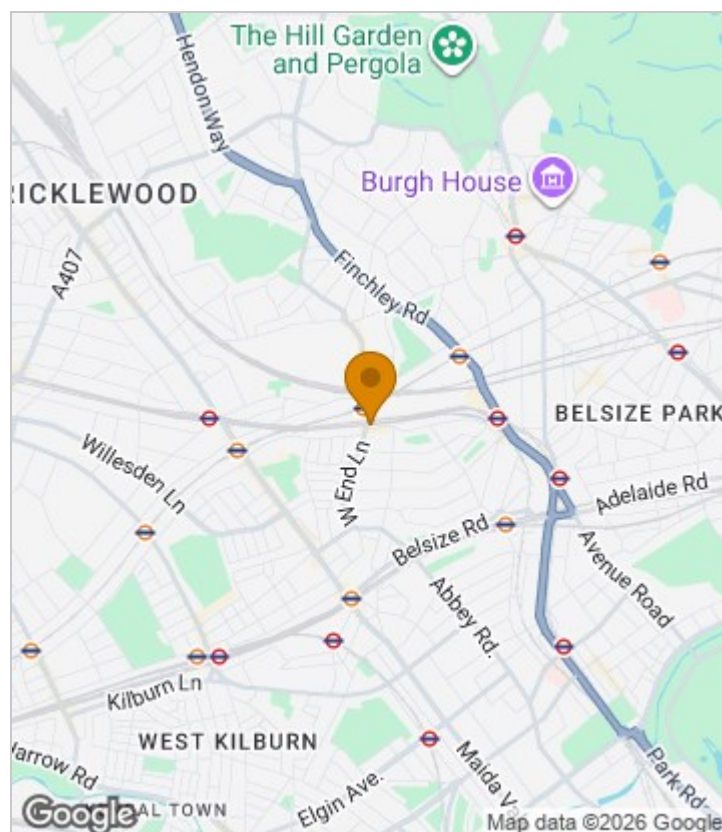 The Hill Garden
and Pergola
Hendon Way
Burgh House
RICKLEWOOD
A407
Finchley Rd
BELSIZE PARK
Willesden Ln
W End Ln
Adelaide Rd
Belsize Rd
Avenue Road
Abbey Rd.
Kilburn Ln
WEST KILBURN
Harrow Rd
Maida V
Elgin Ave.
Park Rd
Google
AL TOWN
Map data ©2026 Google